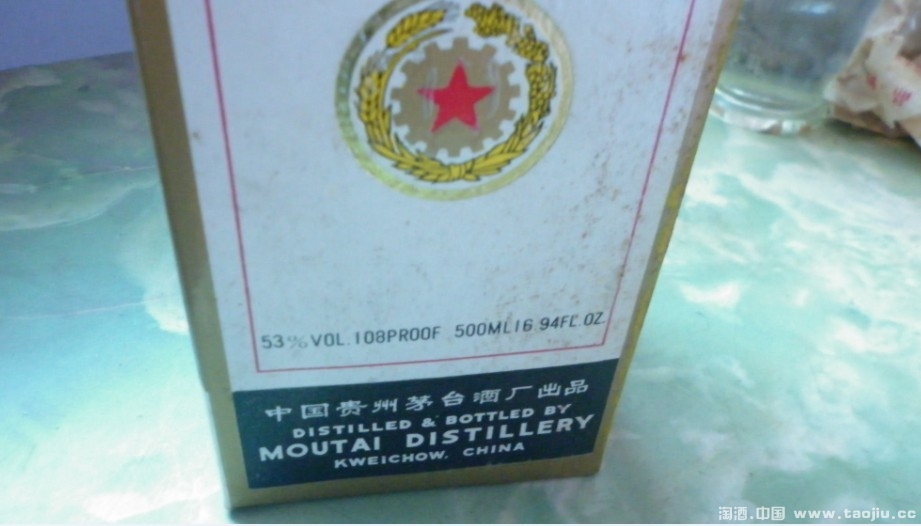 53%VOL.108PROOF 500ML16.94FL.OZ.
中国贵州茅台酒厂出品
DISTILLED & BOTTLED BY
MOUTAI DISTILLERY
KWEICHOW, CHINA
淘酒.中国 www.taojiu.cc